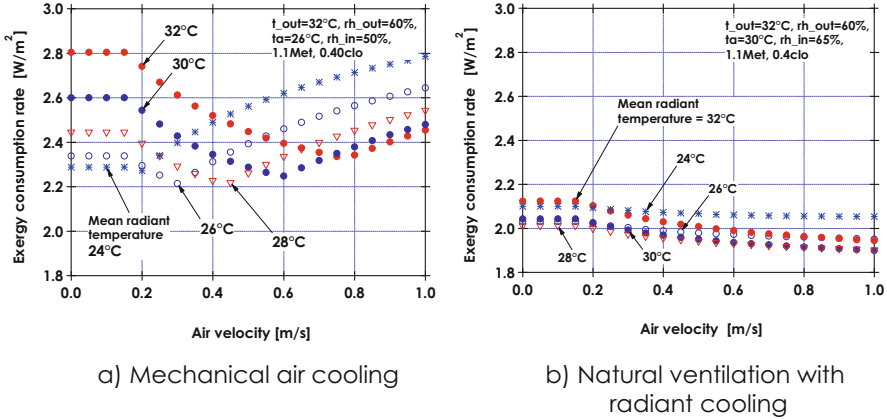 Exergy consumption rate [W/m²]
3.0
2.8
2.6
2.4
2.2
2.0
1.8
32°C
30°C
t_out=32°C, rh_out=60%,
ta=26°C, rh_in=50%,
1.1Met, 0.40clo
Mean radiant
temperature
24°C
26°C
28°C
0.0 0.2 0.4 0.6 0.8 1.0
Air velocity [m/s]
a) Mechanical air cooling
Exergy consumption rate [W/m²]
3.0
2.8
2.6
2.4
2.2
2.0
1.8
t_out=32°C, rh_out=60%,
ta=30°C, rh_in=65%,
1.1Met, 0.4clo
Mean radiant
temperature = 32°C
24°C
26°C
28°C
30°C
0.0 0.2 0.4 0.6 0.8 1.0
Air velocity [m/s]
b) Natural ventilation with
radiant cooling